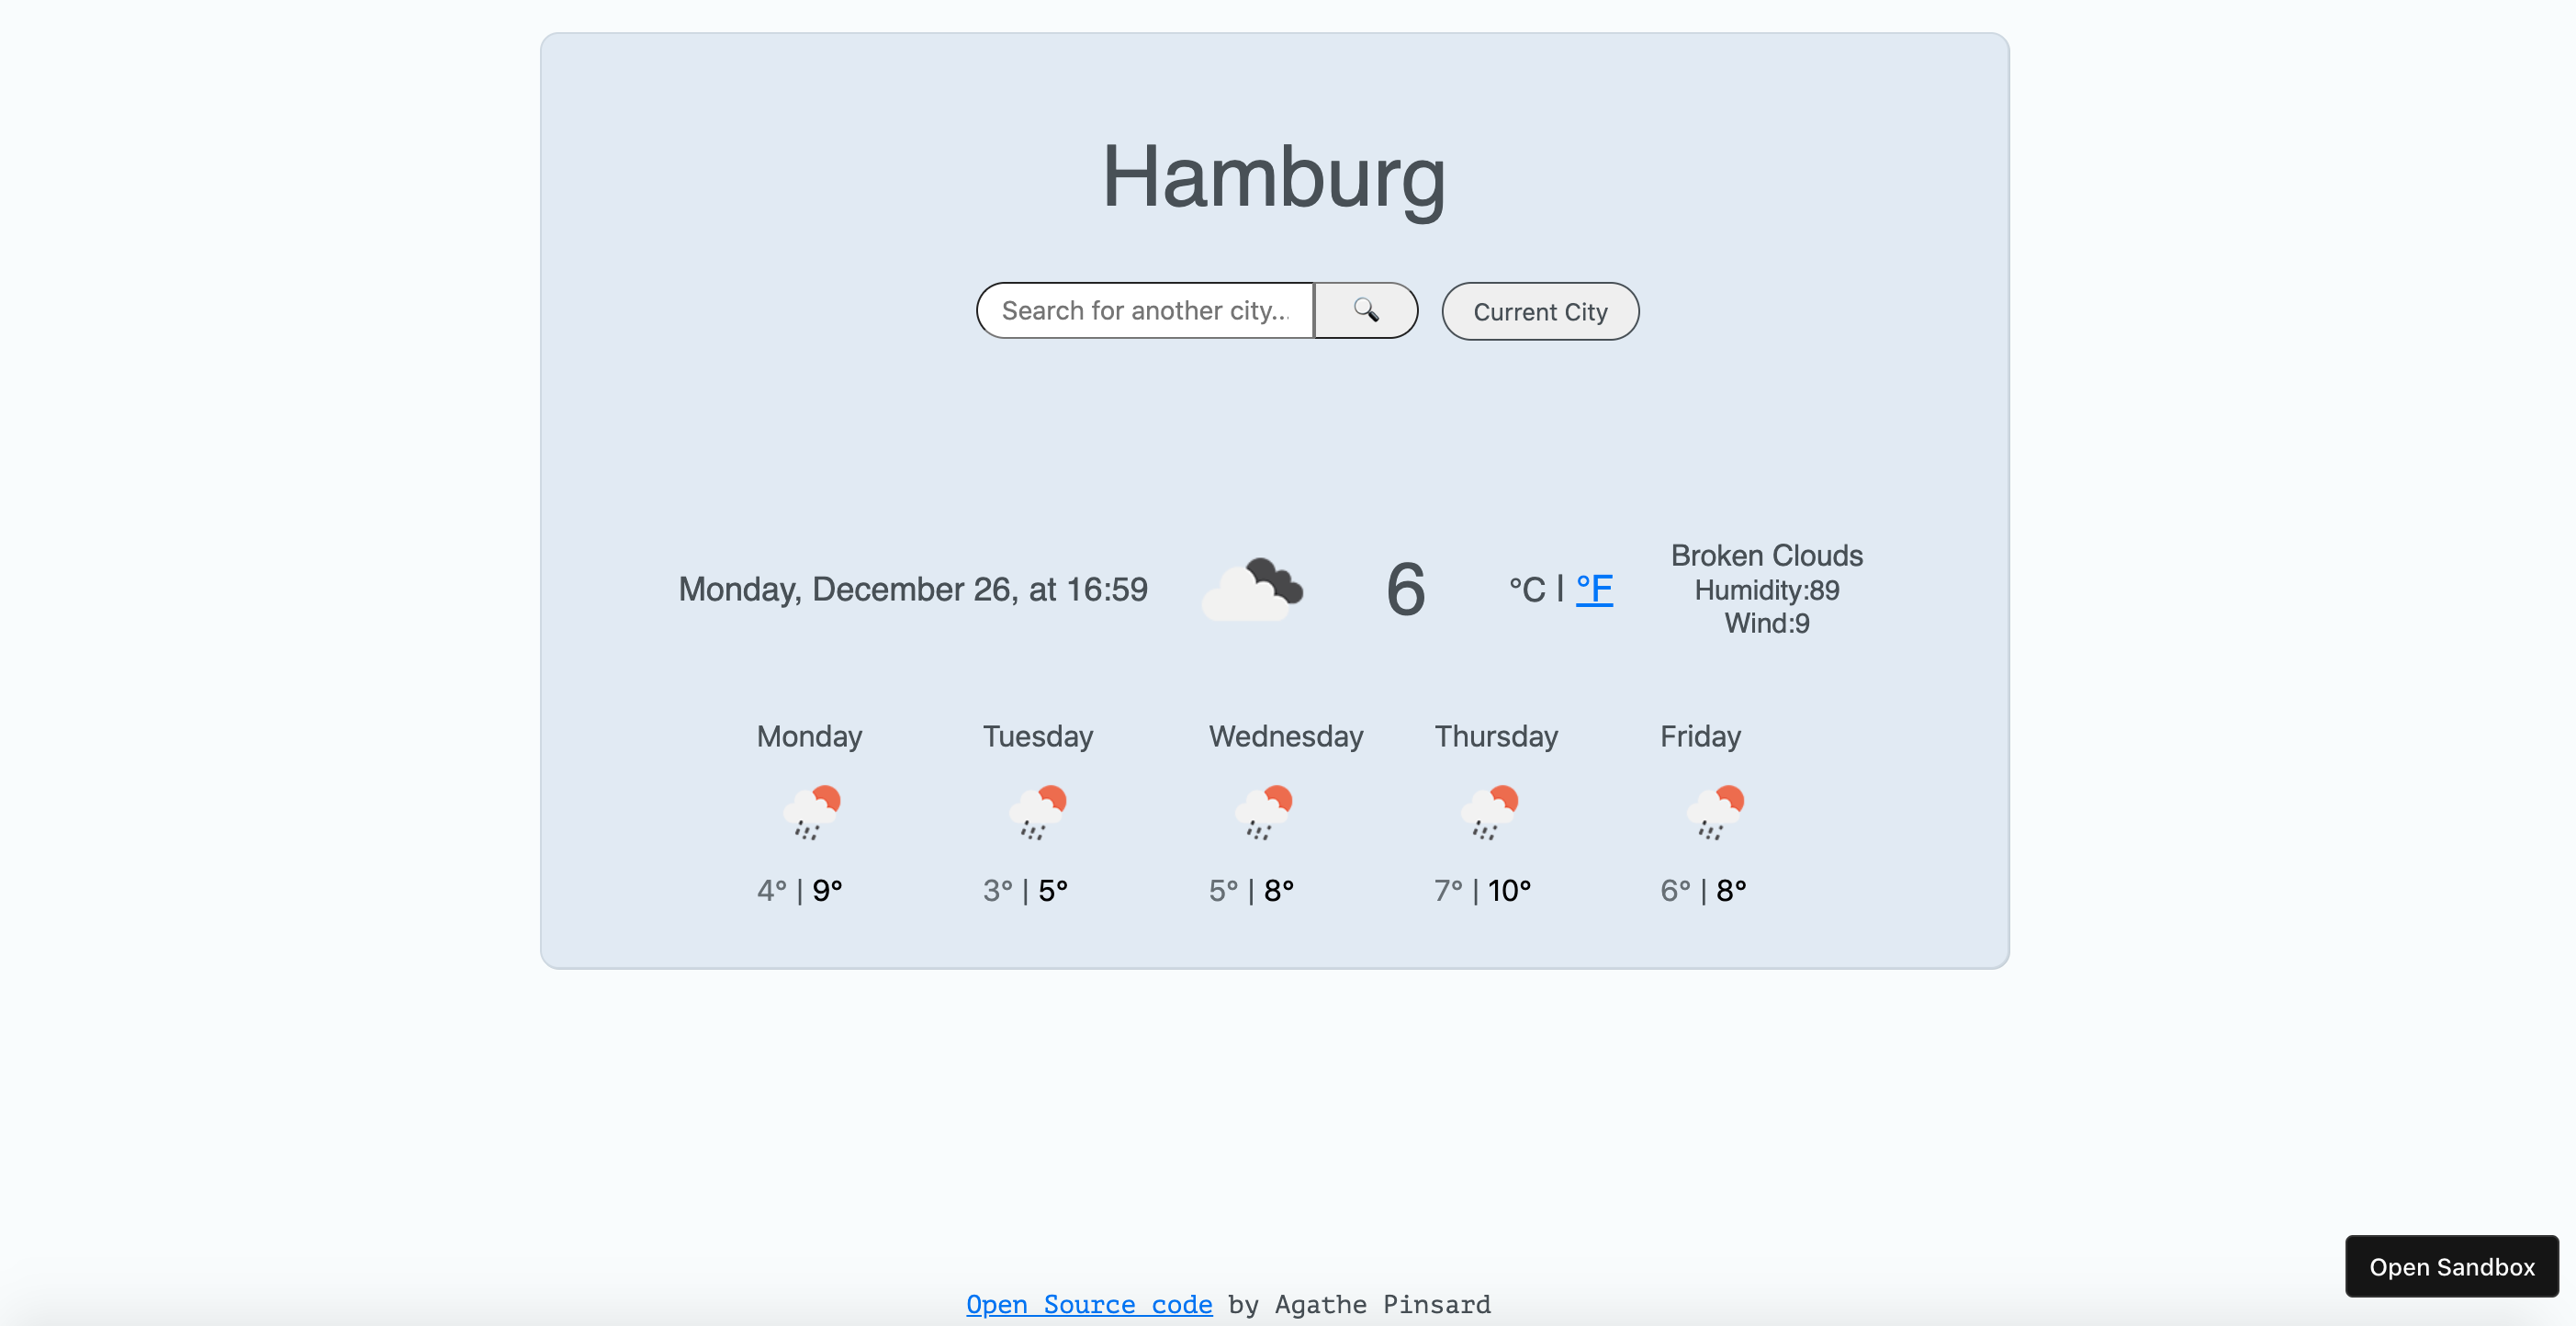 Hamburg
Search for another city...
Current City
Monday, December 26, at 16:59
6
°C | °F
Broken Clouds
Humidity:89
Wind:9
Monday Tuesday Wednesday Thursday Friday
4° | 9° 3° | 5° 5° | 8° 7° | 10° 6° | 8°
Open Sandbox
Open Source code by Agathe Pinsard